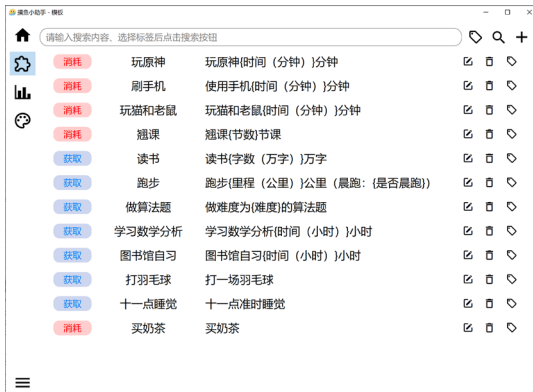 摸鱼小助手 - 模板
请输入搜索内容、选择标签后点击搜索按钮
消耗 玩原神 玩原神{时间（分钟）}分钟
消耗 刷手机 使用手机{时间（分钟）}分钟
消耗 玩猫和老鼠 玩猫和老鼠{时间（分钟）}分钟
消耗 翘课 翘课{节数}节课
获取 读书 读书{字数（万字）}万字
获取 跑步 跑步{里程（公里）}公里（晨跑：{是否晨跑}）
获取 做算法题 做难度为{难度}的算法题
获取 学习数学分析 学习数学分析{时间（小时）}小时
获取 图书馆自习 图书馆自习{时间（小时）}小时
获取 打羽毛球 打一场羽毛球
获取 十一点睡觉 十一点准时睡觉
消耗 买奶茶 买奶茶